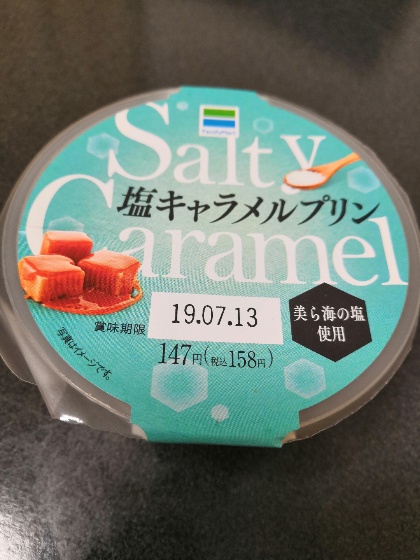 FamilyMart
Salty
塩キャラメルプリン
Caramel
賞味期限 19.07.13
美ら海の塩
使用
147円(税込158円)
写真はイメージです。